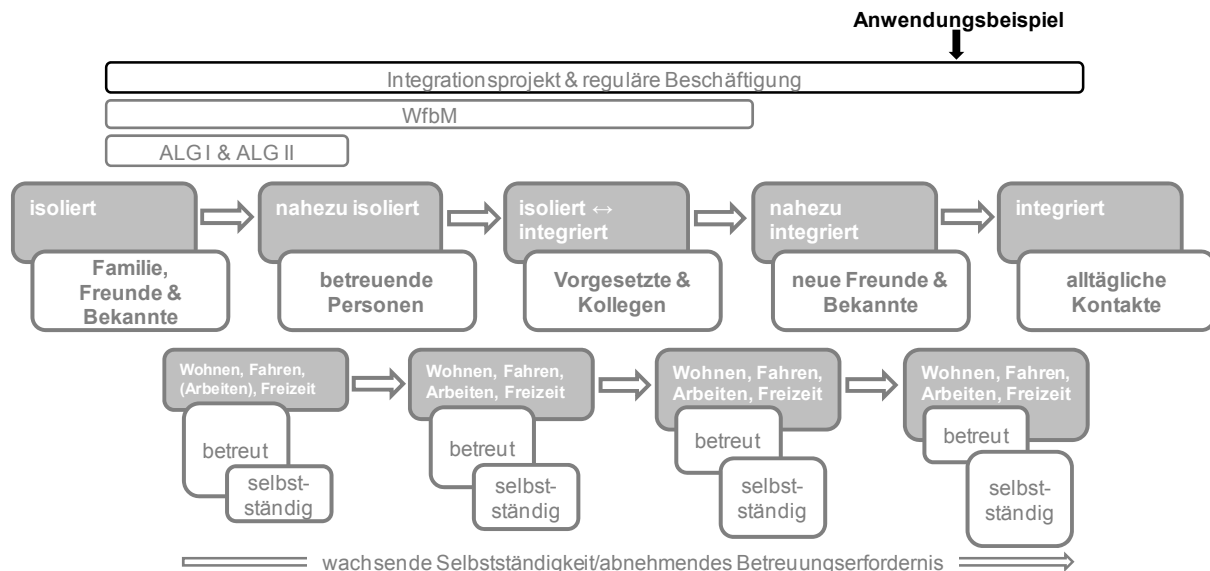 Anwendungsbeispiel
Integrationsprojekt & reguläre Beschäftigung
WfbM
ALG I & ALG II
isoliert
Familie,
Freunde &
Bekannte
nahezu isoliert
betreuende
Personen
isoliert ↔
integriert
Vorgesetzte &
Kollegen
nahezu
integriert
neue Freunde &
Bekannte
integriert
alltägliche
Kontakte
Wohnen, Fahren,
(Arbeiten), Freizeit
betreut
selbst-
ständig
Wohnen, Fahren,
Arbeiten, Freizeit
betreut
selbst-
ständig
Wohnen, Fahren,
Arbeiten, Freizeit
betreut
selbst-
ständig
Wohnen, Fahren,
Arbeiten, Freizeit
betreut
selbst-
ständig
wachsende Selbstständigkeit/abnehmendes Betreuungserfordernis